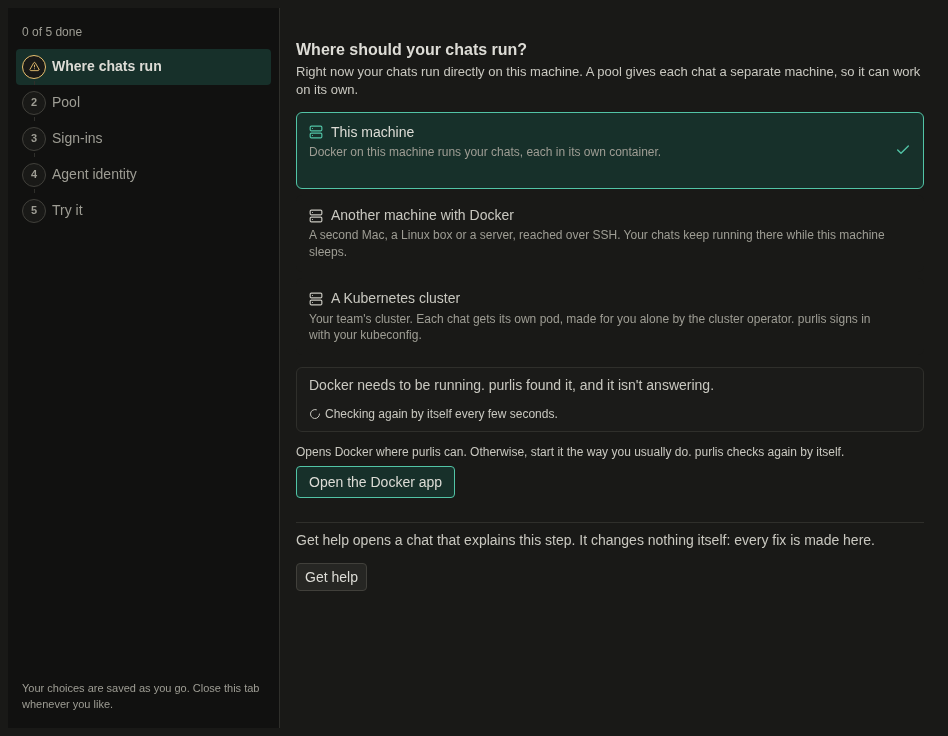 0 of 5 done
Where chats run
2 Pool
3 Sign-ins
4 Agent identity
5 Try it
Your choices are saved as you go. Close this tab
whenever you like.
Where should your chats run?
Right now your chats run directly on this machine. A pool gives each chat a separate machine, so it can work
on its own.
This machine
Docker on this machine runs your chats, each in its own container.
Another machine with Docker
A second Mac, a Linux box or a server, reached over SSH. Your chats keep running there while this machine
sleeps.
A Kubernetes cluster
Your team's cluster. Each chat gets its own pod, made for you alone by the cluster operator. purlis signs in
with your kubeconfig.
Docker needs to be running. purlis found it, and it isn't answering.
Checking again by itself every few seconds.
Opens Docker where purlis can. Otherwise, start it the way you usually do. purlis checks again by itself.
Open the Docker app
Get help opens a chat that explains this step. It changes nothing itself: every fix is made here.
Get help